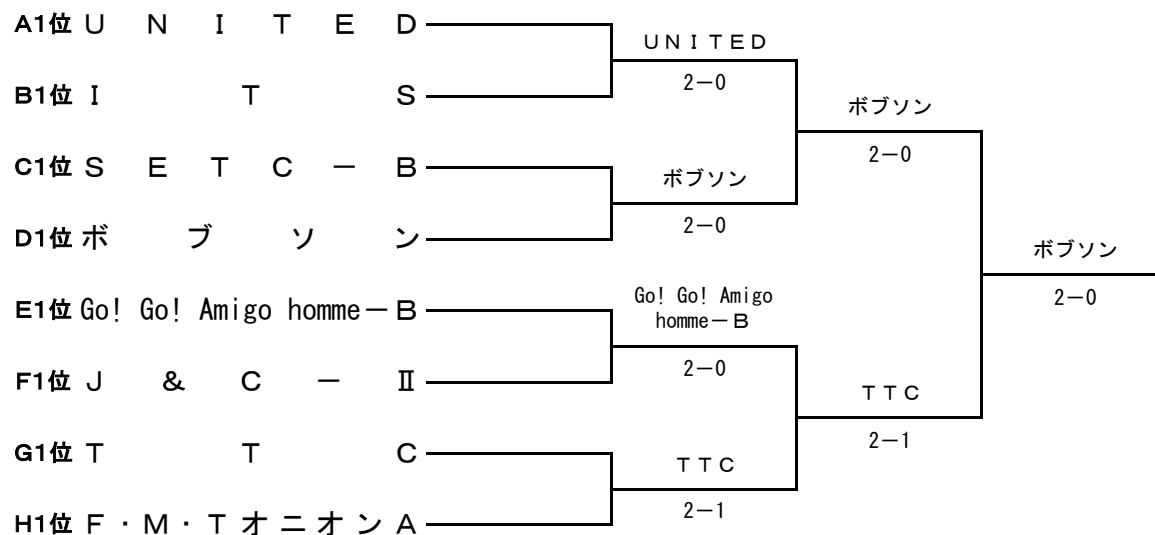 A1位 UNITED
UNITED
2－0
B1位 ITS
ボブソン
2－0
C1位 SETC－B
ボブソン
2－0
D1位 ボブソン
ボブソン
2－0
E1位 Go! Go! Amigo homme－B
Go! Go! Amigo
homme－B
2－0
F1位 J&C－Ⅱ
TTC
2－1
G1位 TTC
TTC
2－1
H1位 F・M・TオニオンA